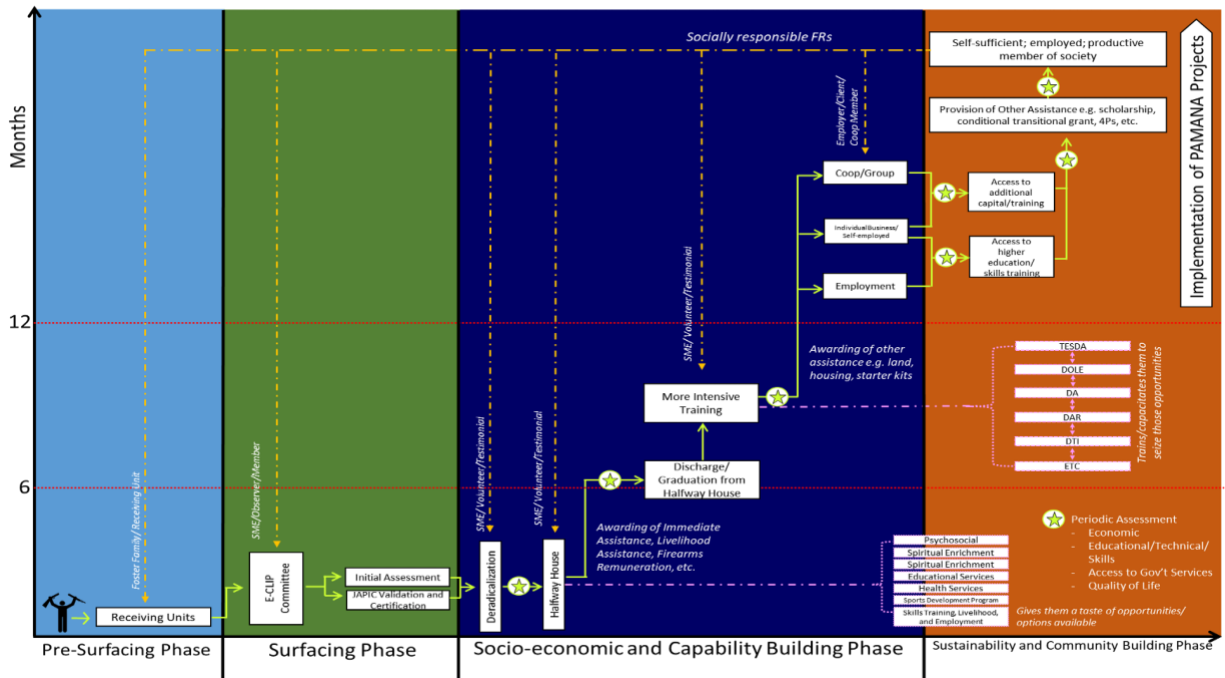 Months
12
6
Socially responsible FRs
Self-sufficient; employed; productive
member of society
Provision of Other Assistance e.g. scholarship,
conditional transitional grant, 4Ps, etc.
Implementation of PAMANA Projects
Employer/Client/
Coop Member
Coop/Group
Individual Business/
Self-employed
Employment
Access to
additional
capital/training
Access to
higher
education/
skills training
SME/Volunteer/Testimonial
Awarding of other
assistance e.g. land,
housing, starter kits
More Intensive
Training
Discharge/
Graduation from
Halfway House
TESDA
DOLE
DA
DAR
DTI
ETC
Trains/capacitates them to
seize those opportunities
Foster Family/Receiving Unit
SME/Observer/Member
SME/Volunteer/Testimonial
SME/Volunteer/Testimonial
Receiving Units
E-CLIP
Committee
Initial Assessment
JAPIC Validation and
Certification
Deradicalization
Halfway House
Awarding of Immediate
Assistance, Livelihood
Assistance, Firearms
Remuneration, etc.
Psychosocial
Spiritual Enrichment
Spiritual Enrichment
Educational Services
Health Services
Sports Development Program
Skills Training, Livelihood,
and Employment
Periodic Assessment
- Economic
- Educational/Technical/
Skills
- Access to Gov't Services
- Quality of Life
Gives them a taste of opportunities/
options available
Pre-Surfacing Phase
Surfacing Phase
Socio-economic and Capability Building Phase
Sustainability and Community Building Phase